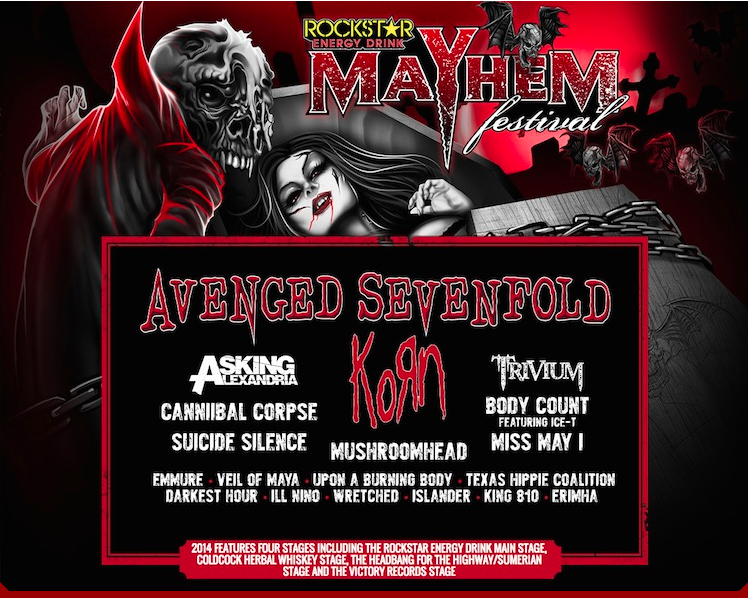 ROCKSTAR
ENERGY DRINK
MAYHEM
festival
AVENGED SEVENFOLD
ASKING
ALEXANDRIA
KoЯn
TRIVIUM
CANNIIBAL CORPSE
BODY COUNT
FEATURING ICE-T
SUICIDE SILENCE
MUSHROOMHEAD
MISS MAY I
EMMURE • VEIL OF MAYA • UPON A BURNING BODY • TEXAS HIPPIE COALITION
DARKEST HOUR • ILL NINO • WRETCHED • ISLANDER • KING 810 • ERIMHA
2014 FEATURES FOUR STAGES INCLUDING THE ROCKSTAR ENERGY DRINK MAIN STAGE,
COLDCOCK HERBAL WHISKEY STAGE, THE HEADBANG FOR THE HIGHWAY/SUMERIAN
STAGE AND THE VICTORY RECORDS STAGE